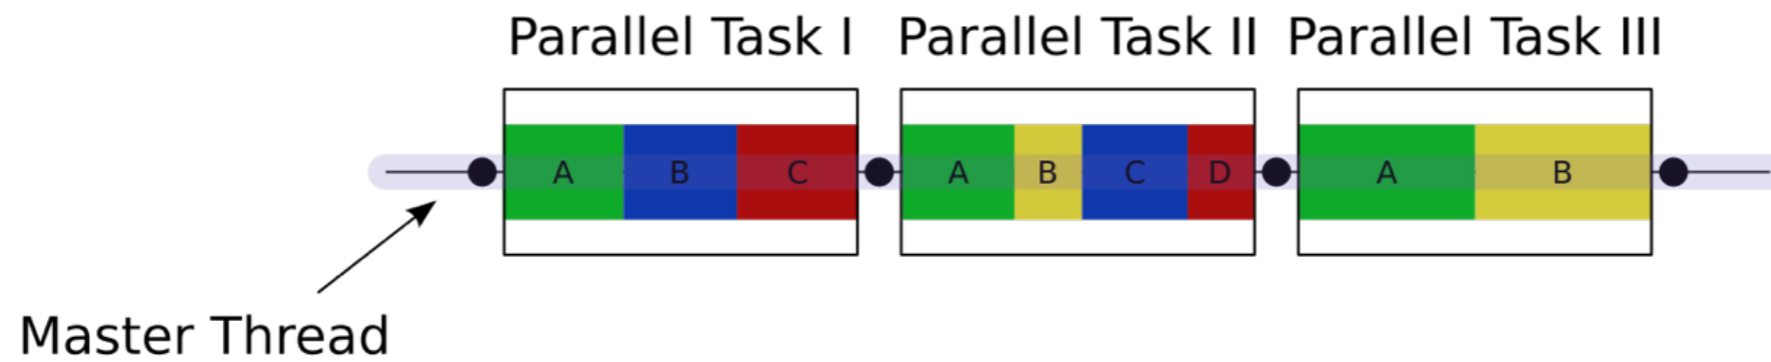 Parallel Task I
Parallel Task II
Parallel Task III
A
B
C
A
B
C
D
A
B
Master Thread